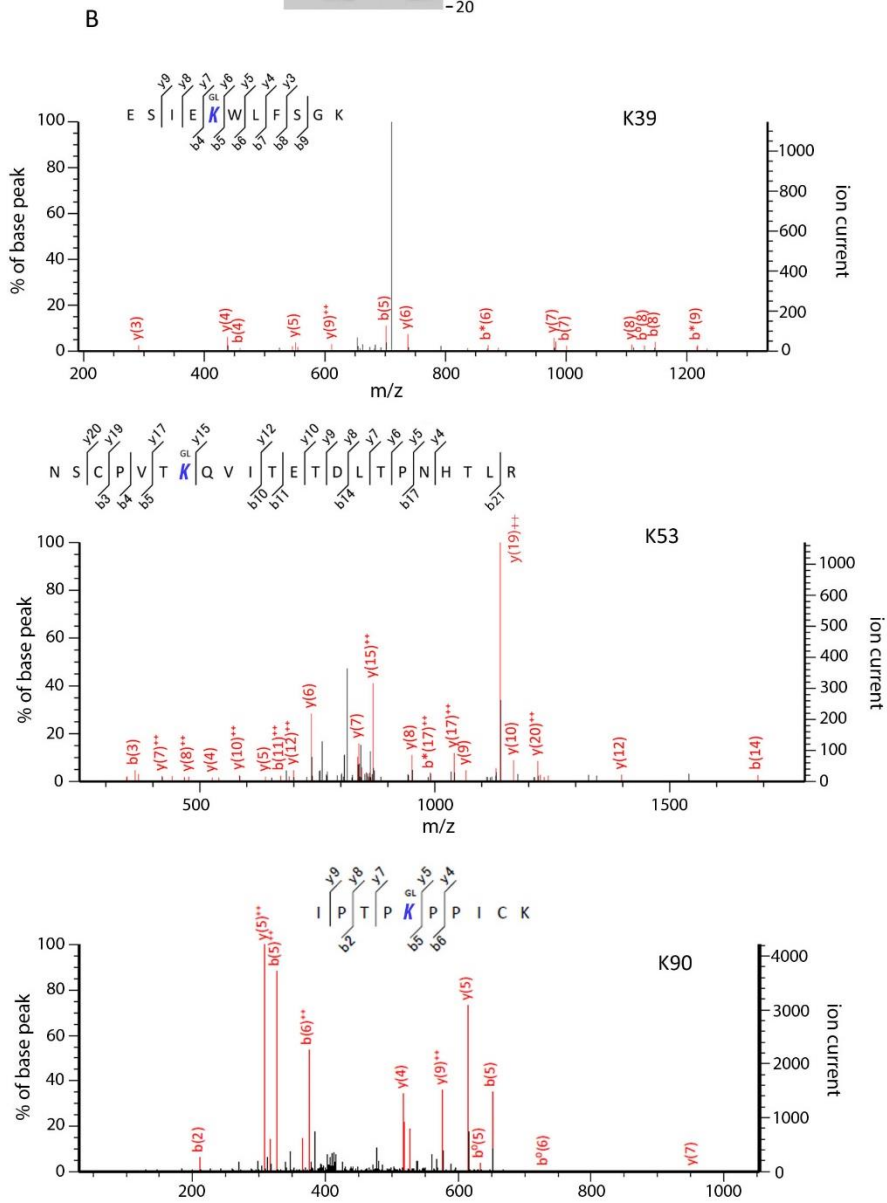 –20
B
y9 y8 y7 y6 y5 y4 y3
GL
E S I E K W L F S G K
b4 b5 b6 b7 b8 b9
K39
% of base peak
ion current
100
80
60
40
20
0
1000
800
600
400
200
0
y(3) y(4) b(4) y(5) y(9)++ b(5) y(6) b*(6) y(7) b(7) y(8) b⁰(8) b(8) b*(9)
200 400 600 800 1000 1200
m/z
y20 y19 y17 y15 y12 y10 y9 y8 y7 y6 y5 y4
GL
N S C P V T K Q V I T E T D L T P N H T L R
b3 b4 b5 b10 b11 b14 b17 b21
K53
% of base peak
ion current
100
80
60
40
20
0
1000
600
500
400
300
200
100
0
b(3) y(7)++ y(8)++ y(4) y(10)++ y(5) b(11)++ y(12)++ y(6) y(7) y(15)++ y(8) b*(17)++ y(17)++ y(9) y(19)++ y(10) y(20)++ y(12) b(14)
500 1000 1500
m/z
y9 y8 y7 y5 y4
GL
I P T P K P P I C K
b2 b5 b6
K90
% of base peak
ion current
100
80
60
40
20
0
4000
3000
2000
1000
0
b(2) y(5)++ b(5)++ b(6)++ y(4) y(9)++ y(5) b⁰(5) b(5) b⁰(6) y(7)
200 400 600 800 1000